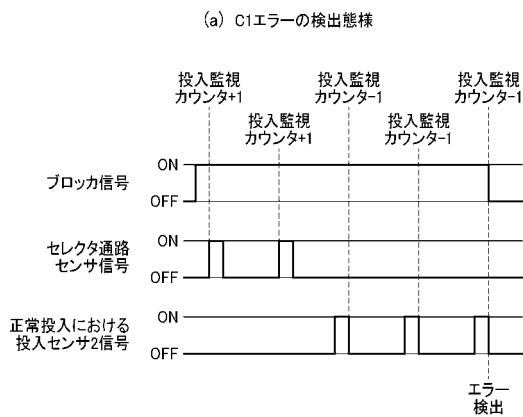 (a) C1エラーの検出態様
投入監視
カウンタ+1
投入監視
カウンタ-1
投入監視
カウンタ-1
投入監視
カウンタ+1
投入監視
カウンタ-1
ブロッカ信号
ON
OFF
セレクタ通路
センサ信号
ON
OFF
正常投入における
投入センサ2信号
ON
OFF
エラー
検出